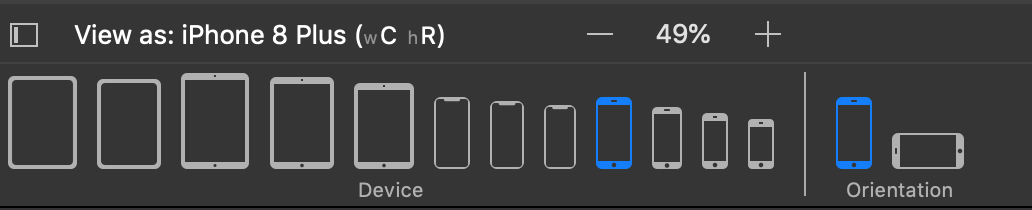 View as: iPhone 8 Plus (wC hR) 49%
Device Orientation